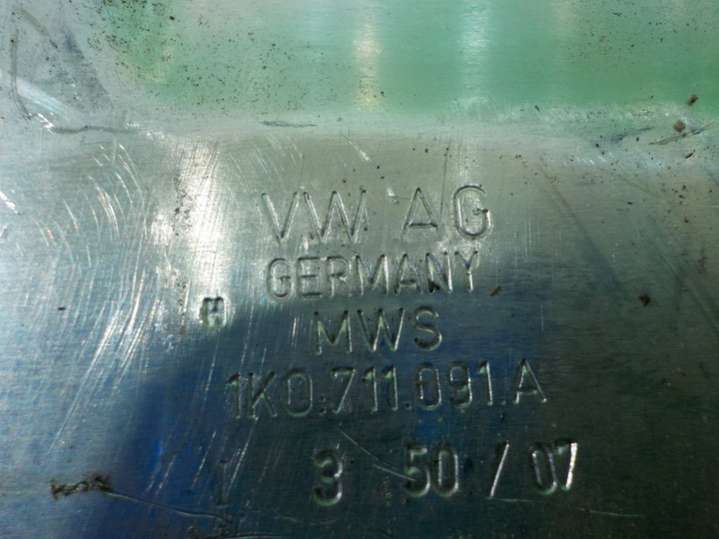 VW AG
GERMANY
H
MWS
1K0.711.091.A
1 3 50 / 07